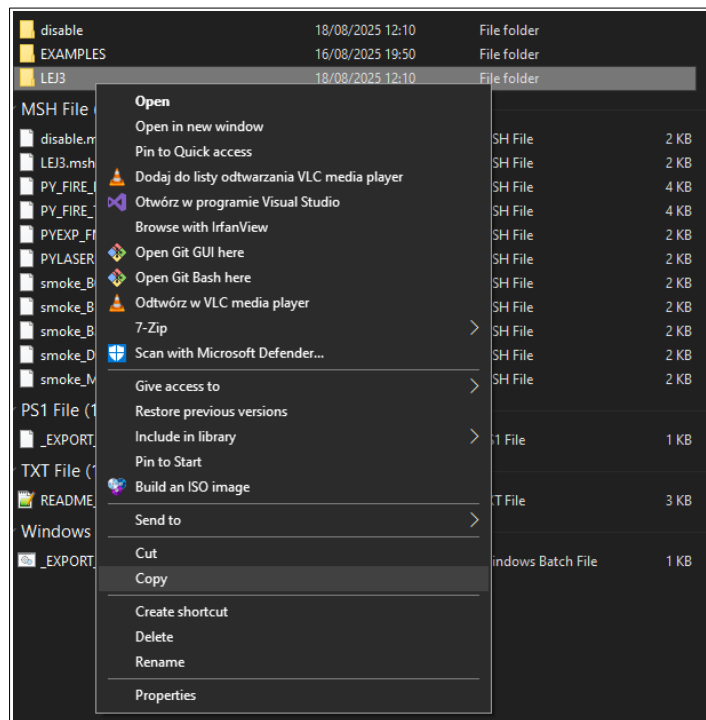 disable 18/08/2025 12:10 File folder
EXAMPLES 16/08/2025 19:50 File folder
LEJ3 18/08/2025 12:10 File folder
MSH File (
disable.m SH File 2 KB
LEJ3.msh SH File 2 KB
PY_FIRE_ SH File 4 KB
PY_FIRE_ SH File 4 KB
PYEXP_ SH File 2 KB
PYLASER SH File 2 KB
smoke_B SH File 2 KB
smoke_B SH File 2 KB
smoke_B SH File 2 KB
smoke_D SH File 2 KB
smoke_M SH File 2 KB
PS1 File (1
_EXPORT_ S1 File 1 KB
TXT File (1
README_ XT File 3 KB
Windows
_EXPORT_ indows Batch File 1 KB
Open
Open in new window
Pin to Quick access
Dodaj do listy odtwarzania VLC media player
Otwórz w programie Visual Studio
Browse with IrfanView
Open Git GUI here
Open Git Bash here
Odtwórz w VLC media player
7-Zip
Scan with Microsoft Defender...
Give access to
Restore previous versions
Include in library
Pin to Start
Build an ISO image
Send to
Cut
Copy
Create shortcut
Delete
Rename
Properties